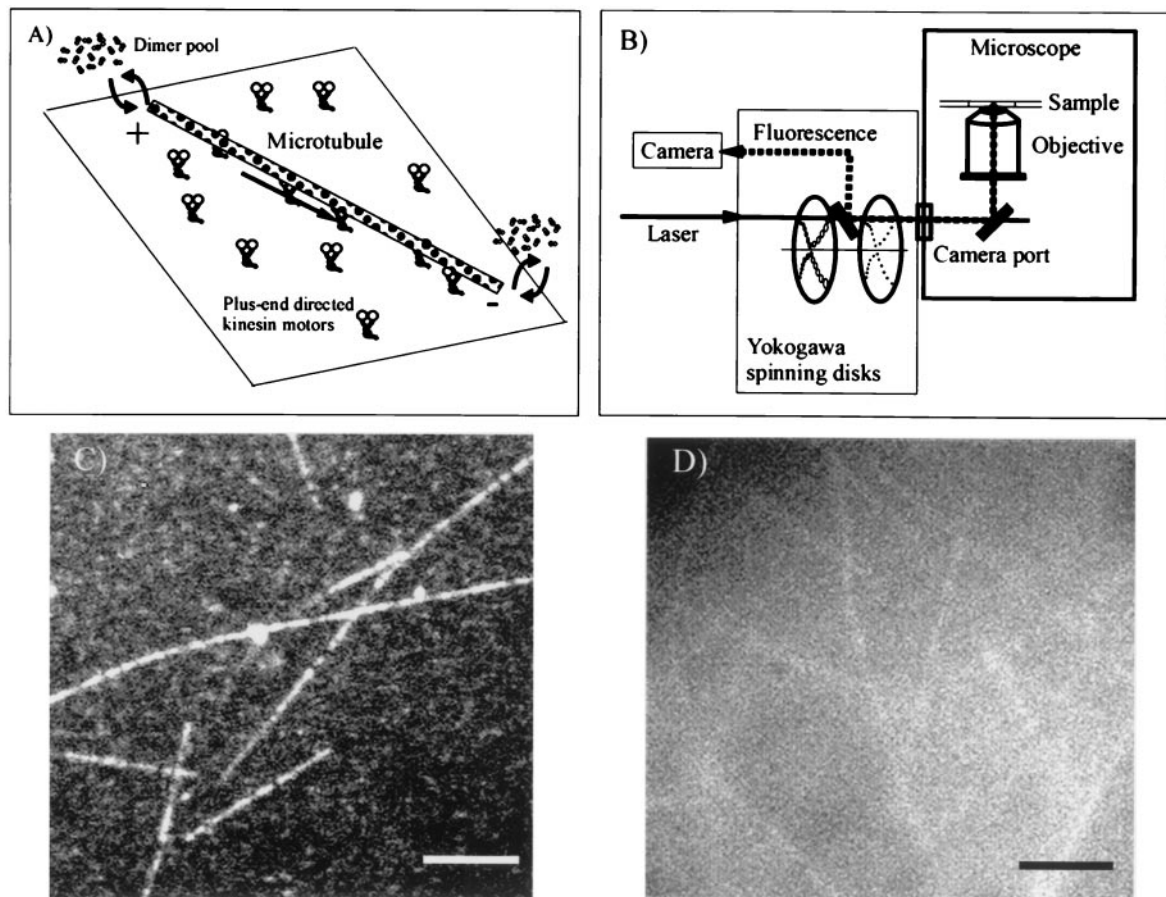 A)
Dimer pool
+
Microtubule
Plus-end directed
kinesin motors
-
B)
Microscope
Sample
Fluorescence
Camera
Objective
Laser
Camera port
Yokogawa
spinning disks
C)
D)